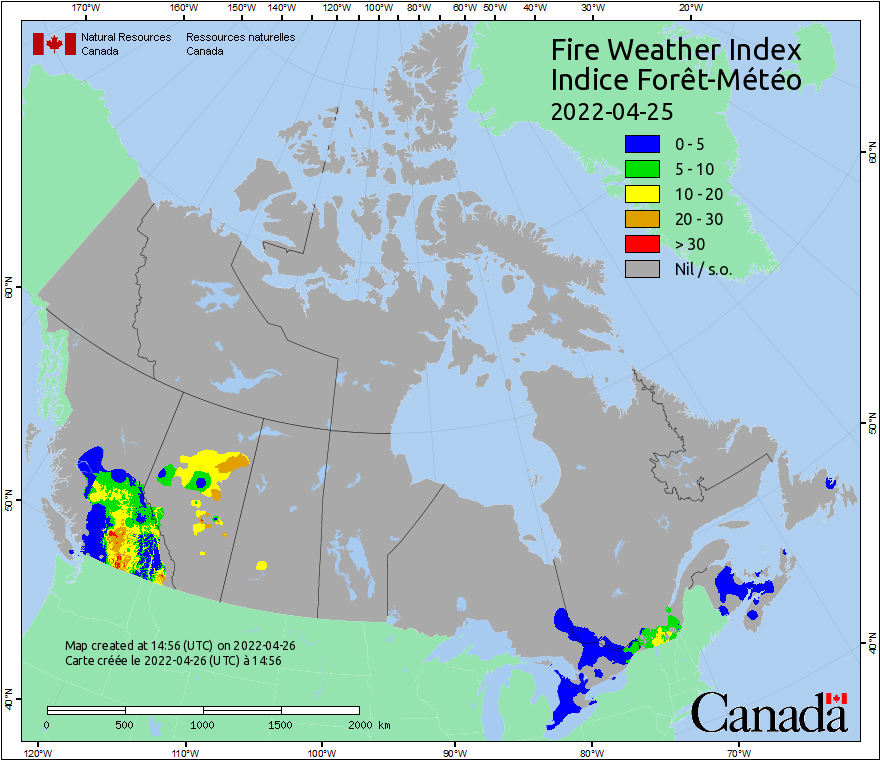 170°W 160°W 150°W 140°W 130°W 120°W 110°W 100°W 90°W 80°W 60°W 50°W 40°W 30°W 20°W
Natural Resources Canada
Ressources naturelles Canada
Fire Weather Index
Indice Forêt-Météo
2022-04-25
0 - 5
5 - 10
10 - 20
20 - 30
> 30
Nil / s.o.
60°N
50°N
40°N
60°N
50°N
40°N
Map created at 14:56 (UTC) on 2022-04-26
Carte créée le 2022-04-26 (UTC) à 14:56
0 500 1000 1500 2000 km
Canada
120°W 110°W 100°W 90°W 80°W 70°W